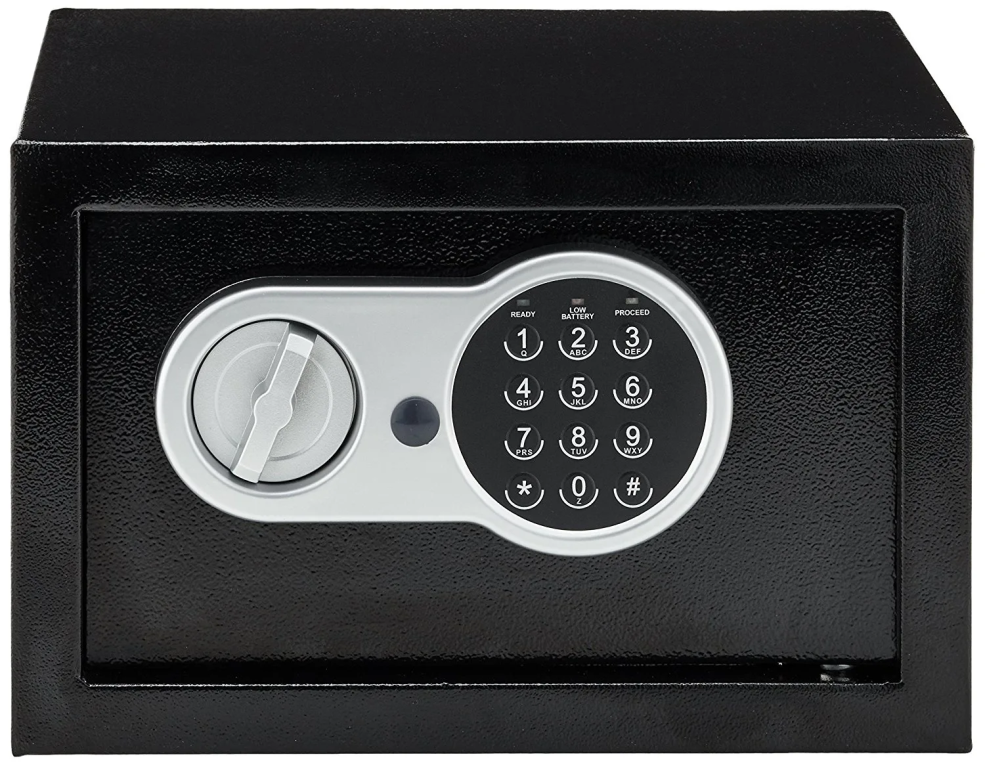 READY LOW BATTERY PROCEED
1 2 3
Q ABC DEF
4 5 6
GHI JKL MNO
7 8 9
PRS TUV WXY
* 0 #
Z